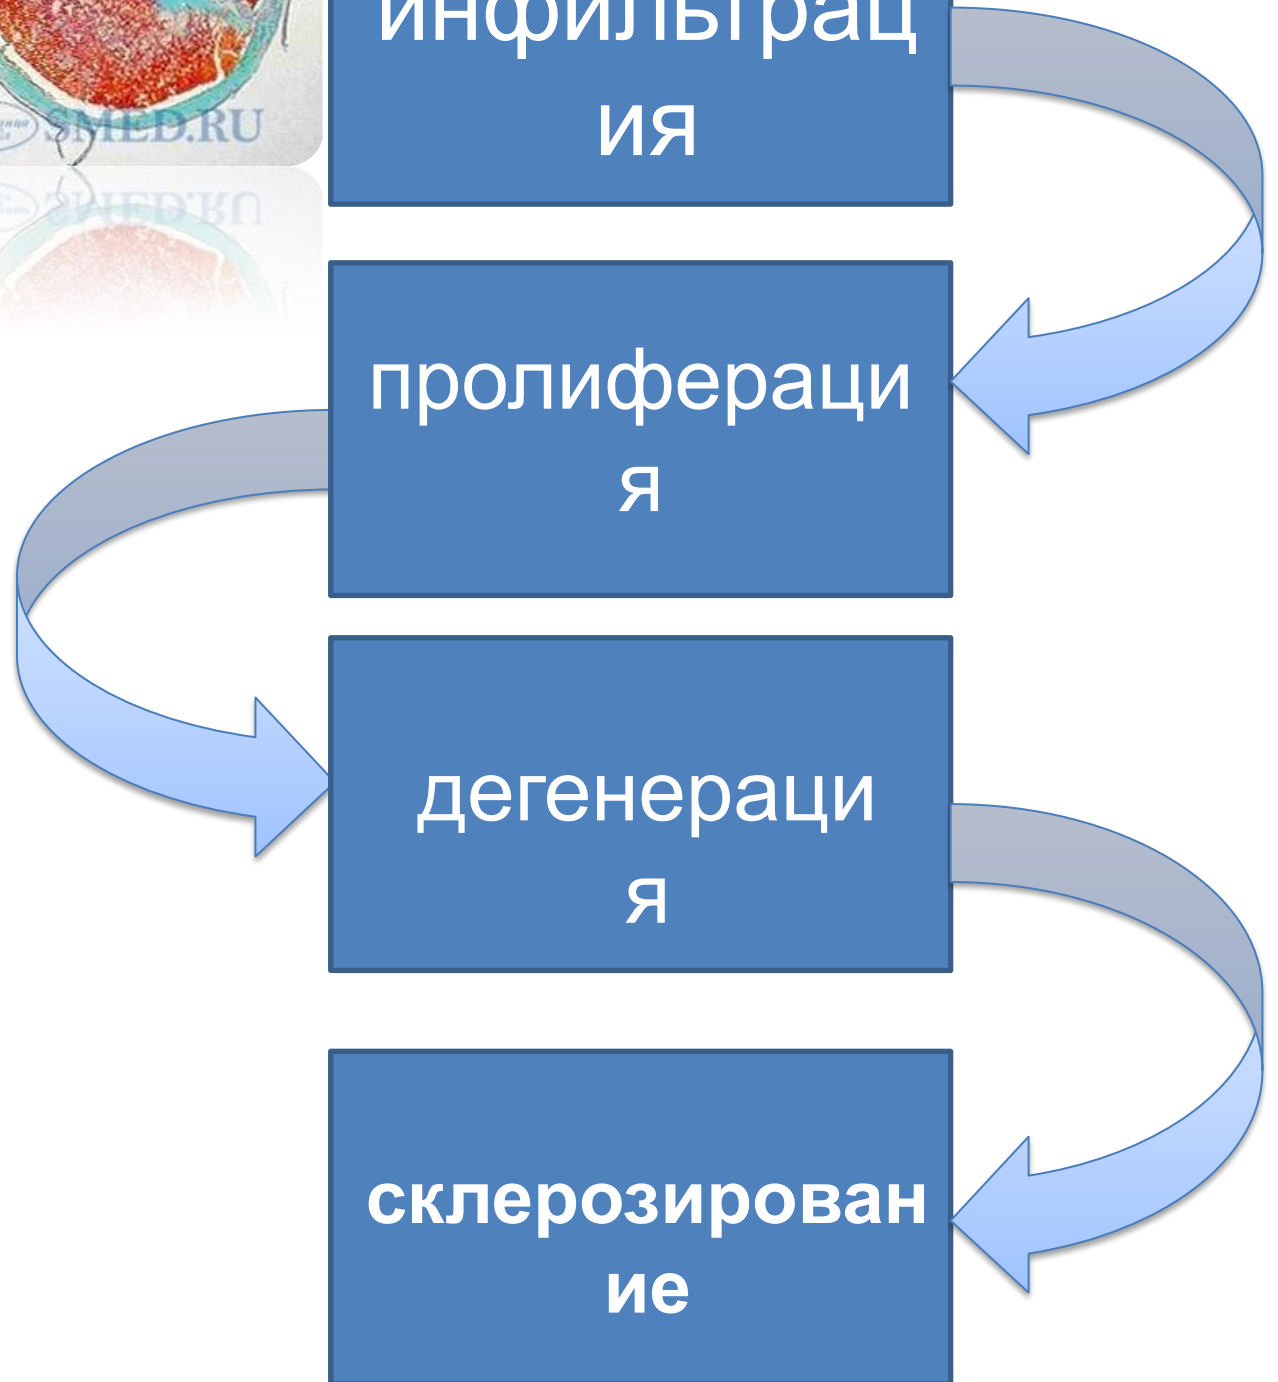 инфильтрац
ия
SMED.RU
пролифераци
я
дегенераци
я
склерозирован
ие